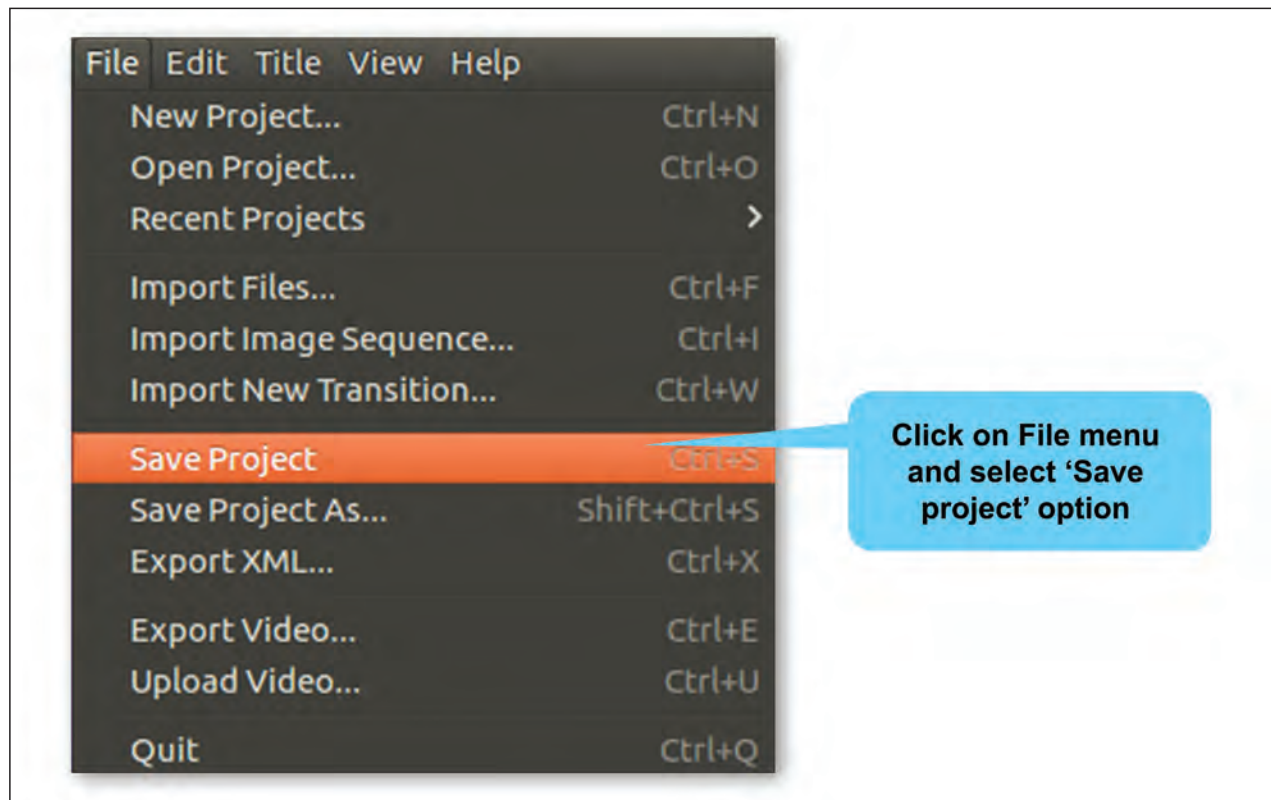 File Edit Title View Help
New Project... Ctrl+N
Open Project... Ctrl+O
Recent Projects >
Import Files... Ctrl+F
Import Image Sequence... Ctrl+I
Import New Transition... Ctrl+W
Save Project Ctrl+S
Save Project As... Shift+Ctrl+S
Export XML... Ctrl+X
Export Video... Ctrl+E
Upload Video... Ctrl+U
Quit Ctrl+Q
Click on File menu
and select ‘Save
project’ option